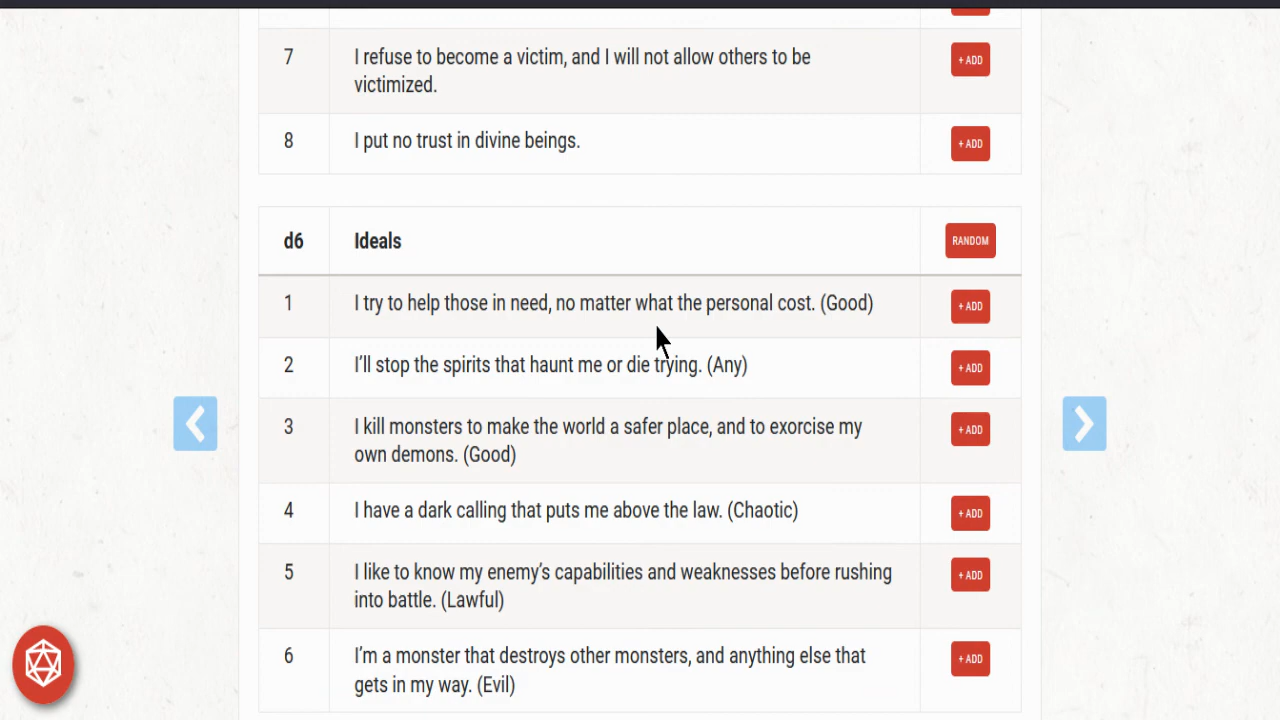 7
I refuse to become a victim, and I will not allow others to be
victimized.
+ ADD
8
I put no trust in divine beings.
+ ADD
d6
Ideals
RANDOM
1
I try to help those in need, no matter what the personal cost. (Good)
+ ADD
2
I’ll stop the spirits that haunt me or die trying. (Any)
+ ADD
3
I kill monsters to make the world a safer place, and to exorcise my
own demons. (Good)
+ ADD
4
I have a dark calling that puts me above the law. (Chaotic)
+ ADD
5
I like to know my enemy’s capabilities and weaknesses before rushing
into battle. (Lawful)
+ ADD
6
I’m a monster that destroys other monsters, and anything else that
gets in my way. (Evil)
+ ADD